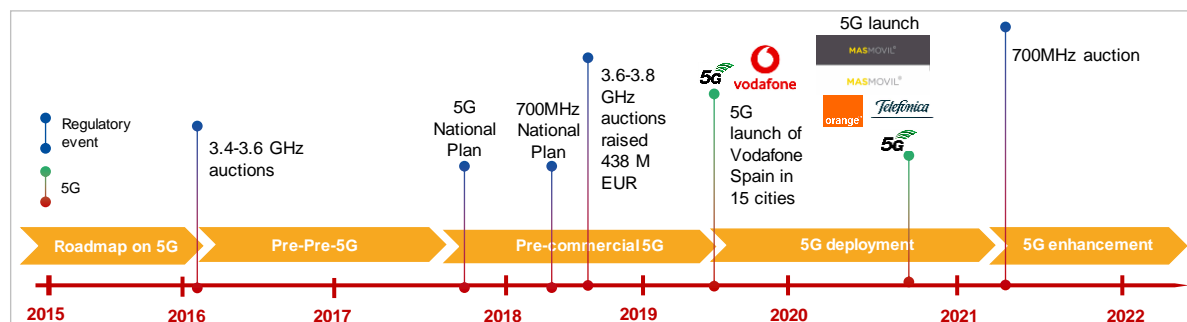 5G launch
MASMOVIL
MASMOVIL
orange
Telefónica
5G
5G
vodafone
700MHz auction
Regulatory
event
5G
3.4-3.6 GHz
auctions
5G
National
Plan
700MHz
National
Plan
3.6-3.8
GHz
auctions
raised
438 M
EUR
5G
launch of
Vodafone
Spain in
15 cities
Roadmap on 5G
Pre-Pre-5G
Pre-commercial 5G
5G deployment
5G enhancement
2015
2016
2017
2018
2019
2020
2021
2022